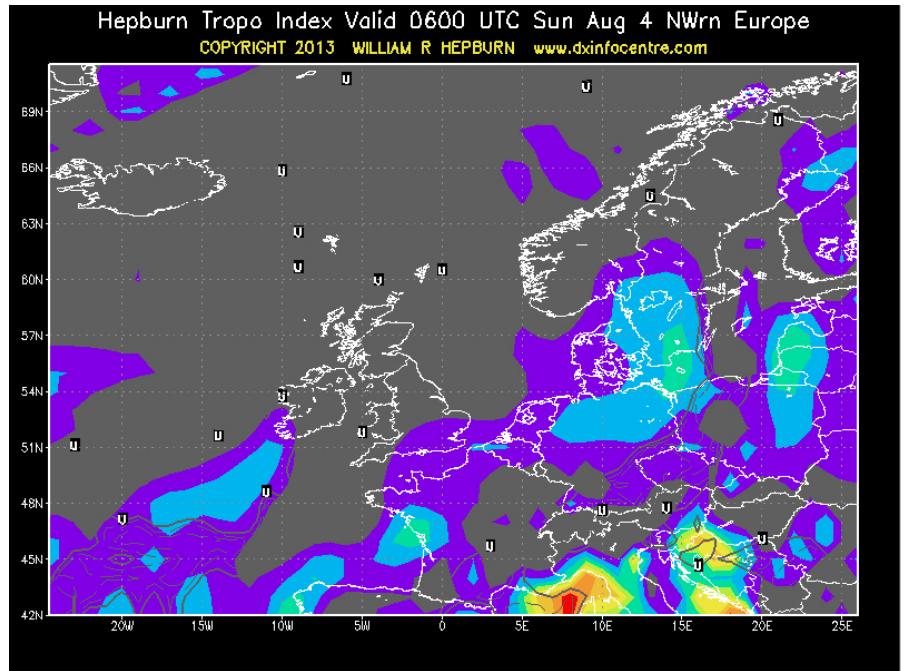 Hepburn Tropo Index Valid 0600 UTC Sun Aug 4 NWrn Europe
COPYRIGHT 2013 WILLIAM R HEPBURN www.dxinfocentre.com
U
U
69N
U
66N U
U
63N U
U U
60N U
57N
54N U
U U
51N U
U
48N U U
U
U
U
45N U
42N
20W 15W 10W 5W 0 5E 10E 15E 20E 25E